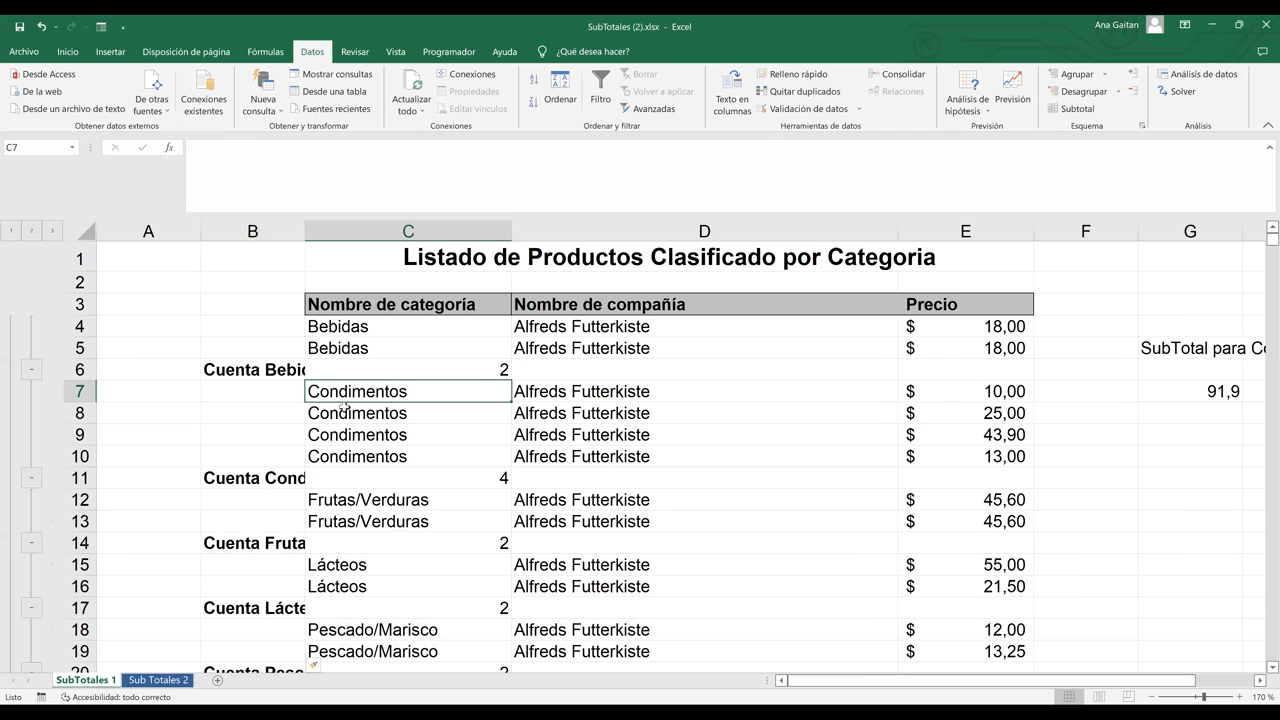 SubTotales (2).xlsx - Excel
Ana Gaitan
Archivo Inicio Insertar Disposición de página Fórmulas Datos Revisar Vista Programador Ayuda ¿Qué desea hacer?
Desde Access
De la web
Desde un archivo de texto
De otras fuentes
Conexiones existentes
Obtener datos externos
Nueva consulta
Mostrar consultas
Desde una tabla
Fuentes recientes
Obtener y transformar
Actualizar todo
Conexiones
Propiedades
Editar vínculos
Conexiones
Ordenar
Filtro
Borrar
Volver a aplicar
Avanzadas
Ordenar y filtrar
Texto en columnas
Relleno rápido
Quitar duplicados
Validación de datos
Consolidar
Relaciones
Herramientas de datos
Análisis de hipótesis
Previsión
Previsión
Agrupar
Desagrupar
Subtotal
Esquema
Análisis de datos
Solver
Análisis
C7 fx
1 2 3 A B C D E F G
1 Listado de Productos Clasificado por Categoria
2
3 Nombre de categoría Nombre de compañía Precio
4 Bebidas Alfreds Futterkiste $ 18,00
5 Bebidas Alfreds Futterkiste $ 18,00 SubTotal para Co
6 Cuenta Bebid 2
7 Condimentos Alfreds Futterkiste $ 10,00 91,9
8 Condimentos Alfreds Futterkiste $ 25,00
9 Condimentos Alfreds Futterkiste $ 43,90
10 Condimentos Alfreds Futterkiste $ 13,00
11 Cuenta Cond 4
12 Frutas/Verduras Alfreds Futterkiste $ 45,60
13 Frutas/Verduras Alfreds Futterkiste $ 45,60
14 Cuenta Fruta 2
15 Lácteos Alfreds Futterkiste $ 55,00
16 Lácteos Alfreds Futterkiste $ 21,50
17 Cuenta Lácte 2
18 Pescado/Marisco Alfreds Futterkiste $ 12,00
19 Pescado/Marisco Alfreds Futterkiste $ 13,25
20 Cuenta Pesc 2
SubTotales 1 Sub Totales 2
Listo Accesibilidad: todo correcto 170 %